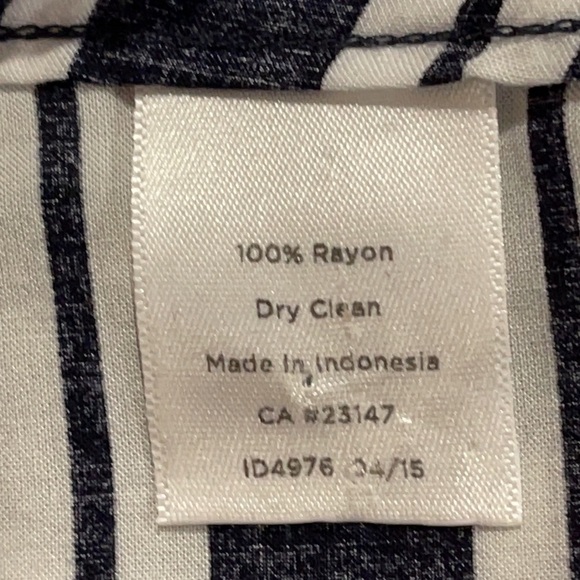 100% Rayon
Dry Clean
Made In Indonesia
CA #23147
ID4976 04/15